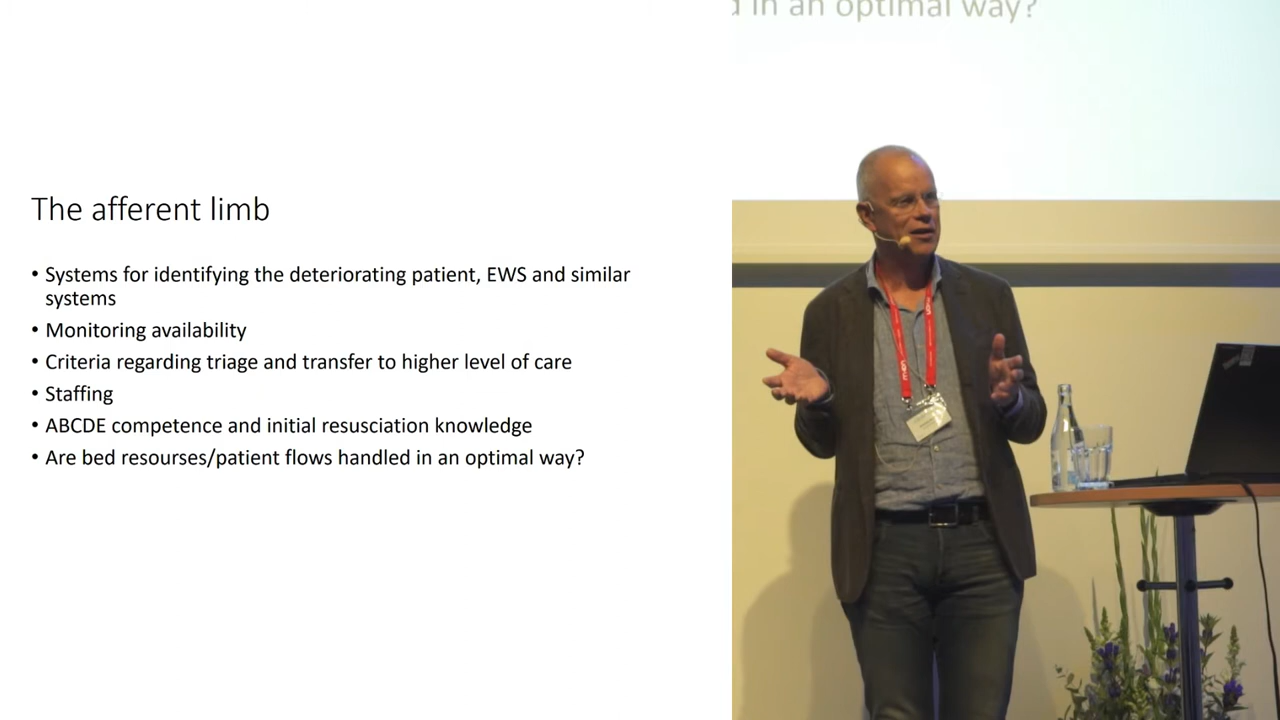 d in an optimal way?
The afferent limb
• Systems for identifying the deteriorating patient, EWS and similar
systems
• Monitoring availability
• Criteria regarding triage and transfer to higher level of care
• Staffing
• ABCDE competence and initial resusciation knowledge
• Are bed resourses/patient flows handled in an optimal way?